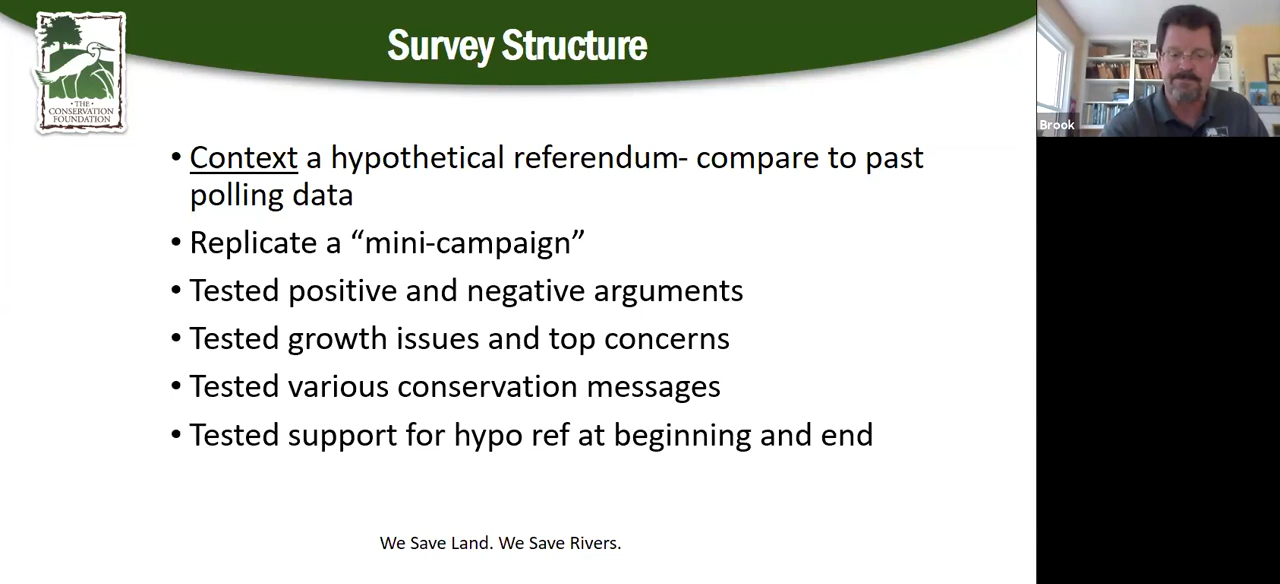 Survey Structure
• THE •
CONSERVATION
FOUNDATION
Brook
• Context a hypothetical referendum- compare to past
polling data
• Replicate a “mini-campaign”
• Tested positive and negative arguments
• Tested growth issues and top concerns
• Tested various conservation messages
• Tested support for hypo ref at beginning and end
We Save Land. We Save Rivers.